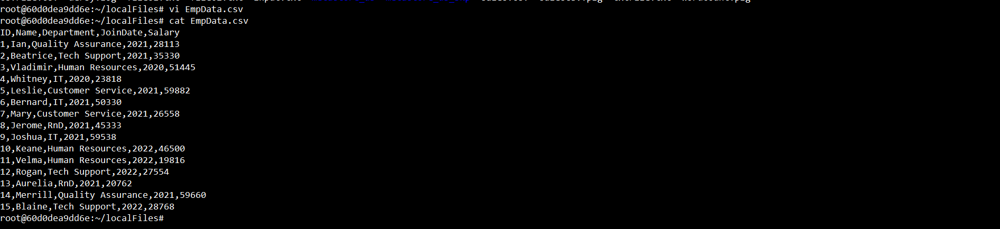 root@60d0dea9dd6e:~/localFiles# vi EmpData.csv
root@60d0dea9dd6e:~/localFiles# cat EmpData.csv
ID,Name,Department,JoinDate,Salary
1,Ian,Quality Assurance,2021,28113
2,Beatrice,Tech Support,2021,35330
3,Vladimir,Human Resources,2020,51445
4,Whitney,IT,2020,23818
5,Leslie,Customer Service,2021,59882
6,Bernard,IT,2021,50330
7,Mary,Customer Service,2021,26558
8,Jerome,RnD,2021,45333
9,Joshua,IT,2021,59538
10,Keane,Human Resources,2022,46500
11,Velma,Human Resources,2022,19816
12,Rogan,Tech Support,2022,27554
13,Aurelia,RnD,2021,20762
14,Merrill,Quality Assurance,2021,59660
15,Blaine,Tech Support,2022,28768
root@60d0dea9dd6e:~/localFiles#